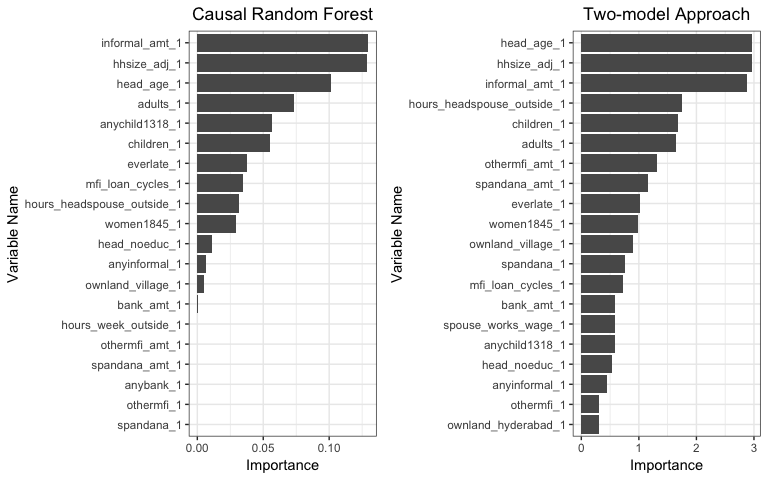 Causal Random Forest
Variable Name
informal_amt_1
hhsize_adj_1
head_age_1
adults_1
anychild1318_1
children_1
everlate_1
mfi_loan_cycles_1
hours_headspouse_outside_1
women1845_1
head_noeduc_1
anyinformal_1
ownland_village_1
bank_amt_1
hours_week_outside_1
othermfi_amt_1
spandana_amt_1
anybank_1
othermfi_1
spandana_1
0.00 0.05 0.10
Importance
Two-model Approach
Variable Name
head_age_1
hhsize_adj_1
informal_amt_1
hours_headspouse_outside_1
children_1
adults_1
othermfi_amt_1
spandana_amt_1
everlate_1
women1845_1
ownland_village_1
spandana_1
mfi_loan_cycles_1
bank_amt_1
spouse_works_wage_1
anychild1318_1
head_noeduc_1
anyinformal_1
othermfi_1
ownland_hyderabad_1
0 1 2 3
Importance